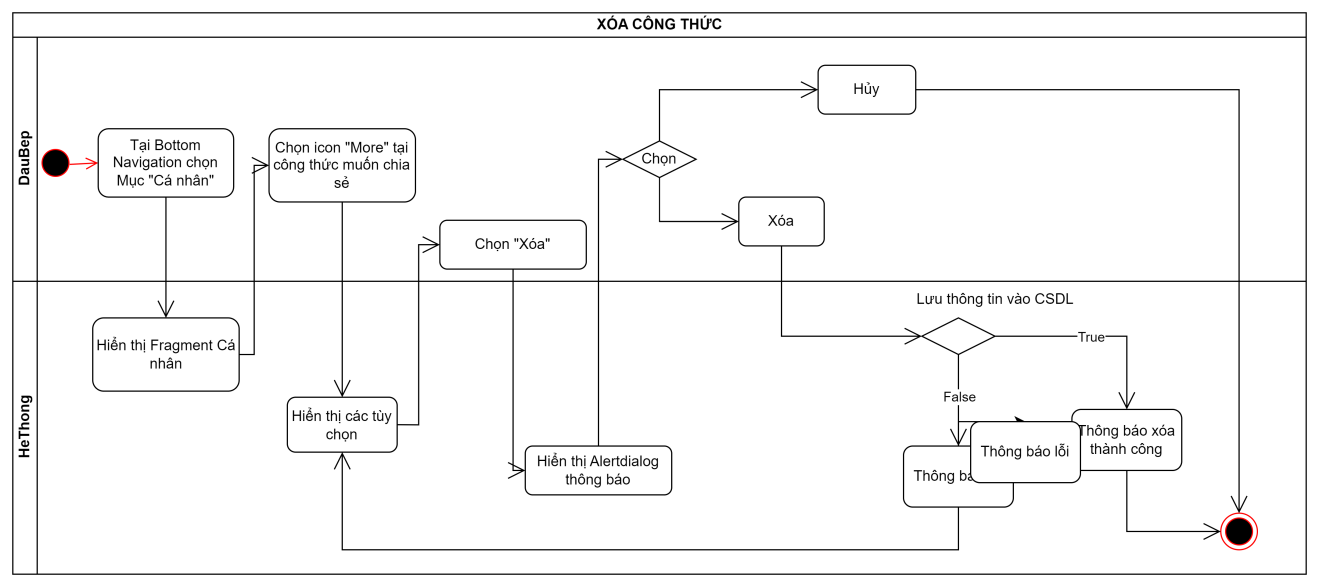 XÓA CÔNG THỨC
DauBep
Tại Bottom
Navigation chọn
Mục "Cá nhân"
Chọn icon "More" tại
công thức muốn chia
sẻ
Chọn "Xóa"
Chọn
Hủy
Xóa
HeThong
Hiển thị Fragment Cá
nhân
Hiển thị các tùy
chọn
Hiển thị Alertdialog
thông báo
Lưu thông tin vào CSDL
True
False
Thông báo lỗi
Thông báo xóa
thành công
Thông